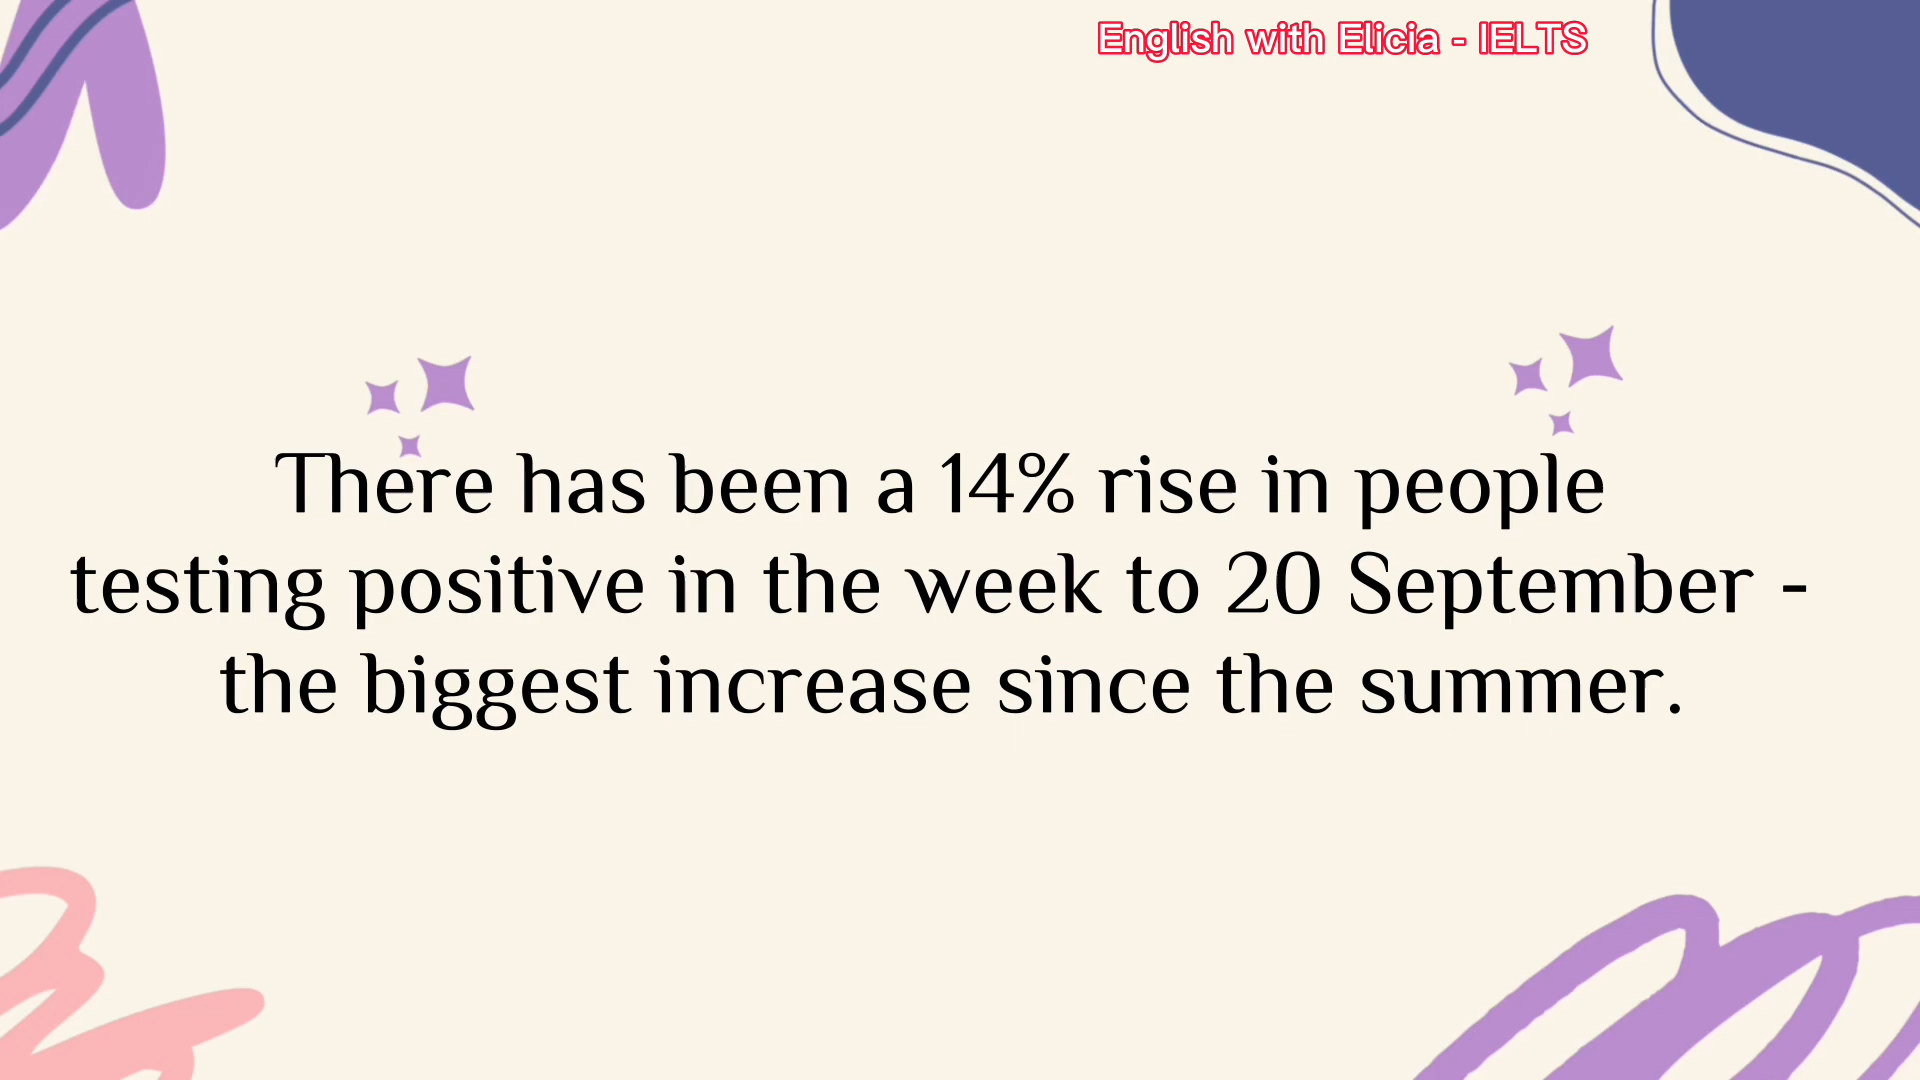 English with Elicia - IELTS
There has been a 14% rise in people
testing positive in the week to 20 September -
the biggest increase since the summer.